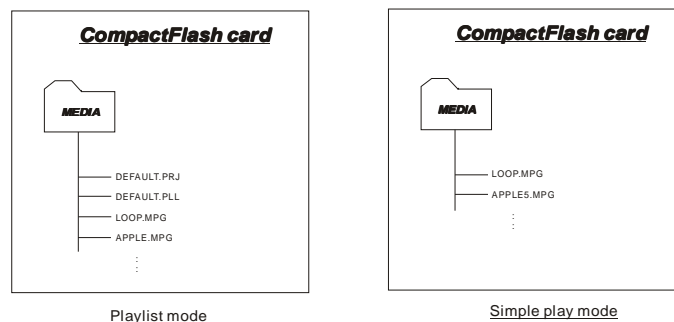 CompactFlash card
MEDIA
DEFAULT.PRJ
DEFAULT.PLL
LOOP.MPG
APPLE.MPG
Playlist mode
CompactFlash card
MEDIA
LOOP.MPG
APPLE5.MPG
Simple play mode